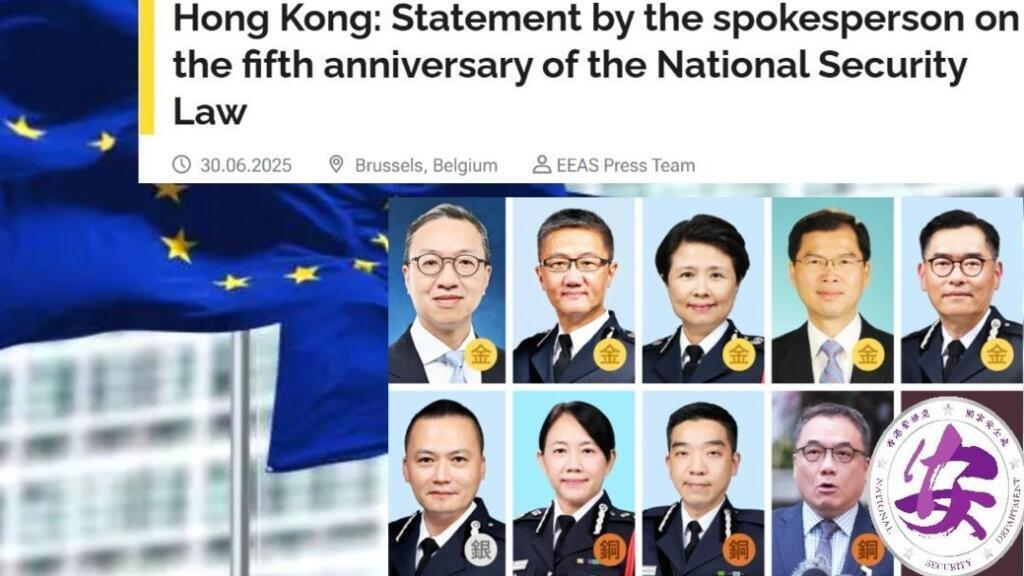 Hong Kong: Statement by the spokesperson on
the fifth anniversary of the National Security
Law
30.06.2025 Brussels, Belgium EEAS Press Team
金 金 金 金 金
銀 銅 銅 銅
香港警務處 國家安全處
安
NATIONAL SECURITY DEPARTMENT